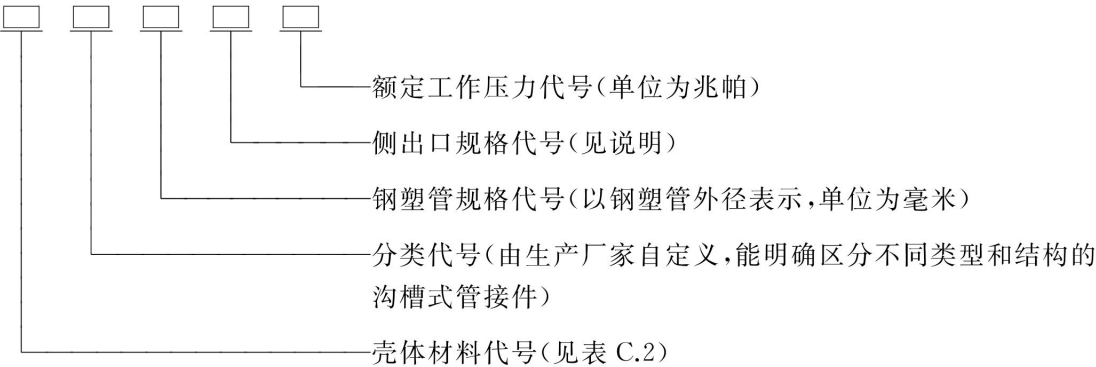 额定工作压力代号(单位为兆帕)
侧出口规格代号(见说明)
钢塑管规格代号(以钢塑管外径表示,单位为毫米)
分类代号(由生产厂家自定义,能明确区分不同类型和结构的
沟槽式管接件)
壳体材料代号(见表 C.2)